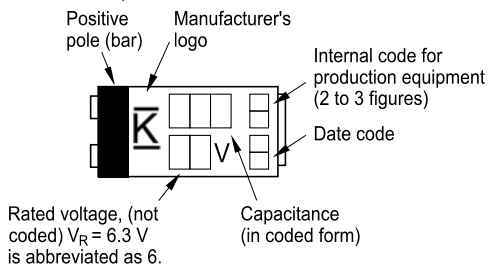 Positive
pole (bar)
Manufacturer's
logo
Internal code for
production equipment
(2 to 3 figures)
K
V
Date code
Rated voltage, (not
coded) VR = 6.3 V
is abbreviated as 6.
Capacitance
(in coded form)